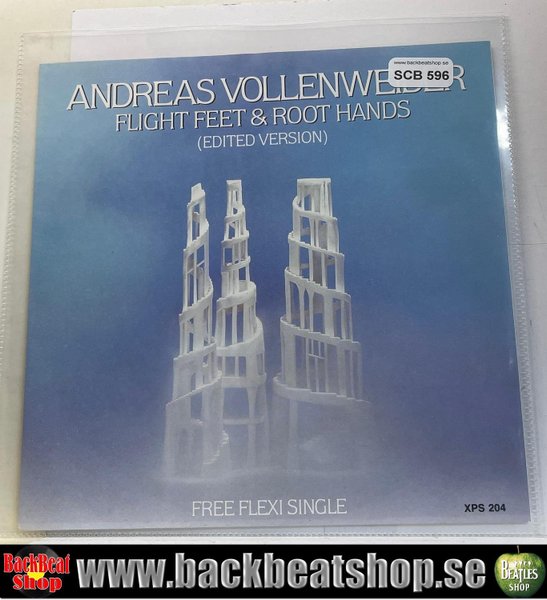 www.backbeatshop.se
SCB 596
ANDREAS VOLLENWEIDER
FLIGHT FEET & ROOT HANDS
(EDITED VERSION)
FREE FLEXI SINGLE
XPS 204
BackBeat
Shop
www.backbeatshop.se
BEATLES
SHOP